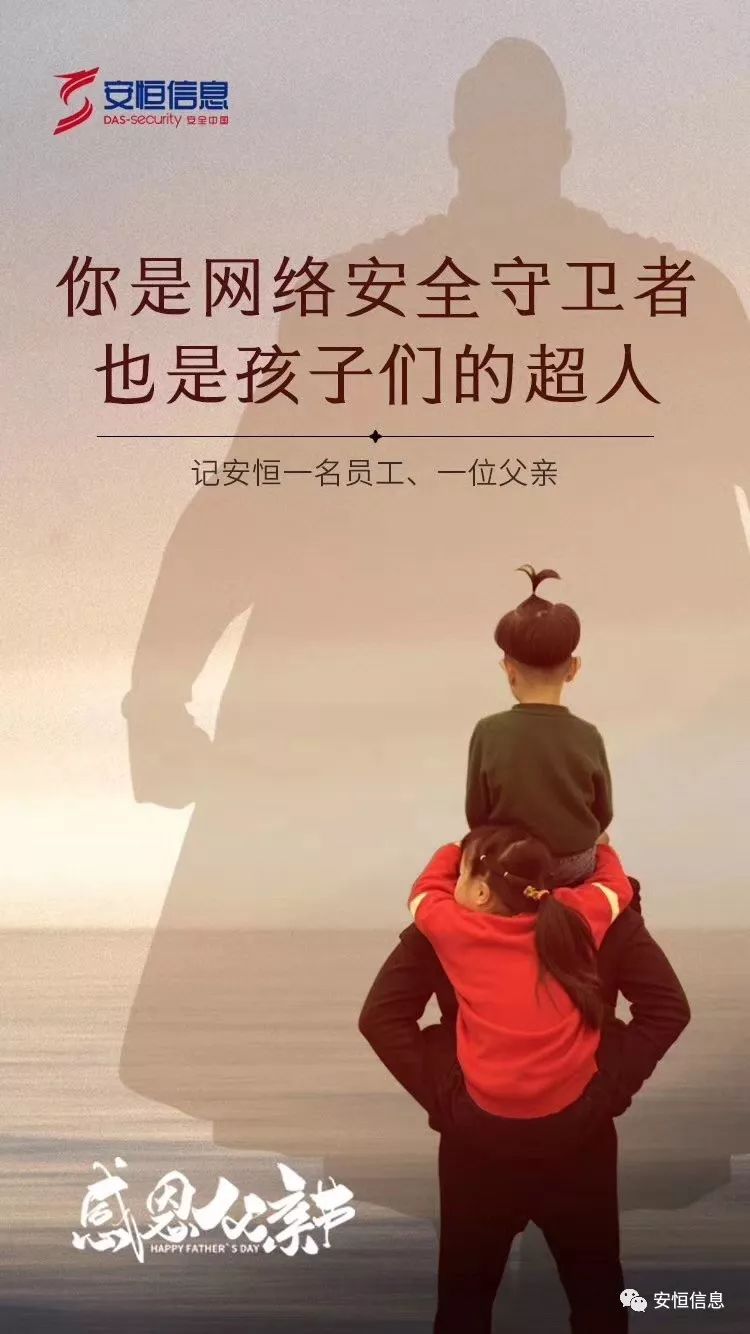 安恒信息
DAS-security 安全中国
你是网络安全守卫者
也是孩子们的超人
记安恒一名员工、一位父亲
感恩父亲节
HAPPY FATHER`S DAY
安恒信息